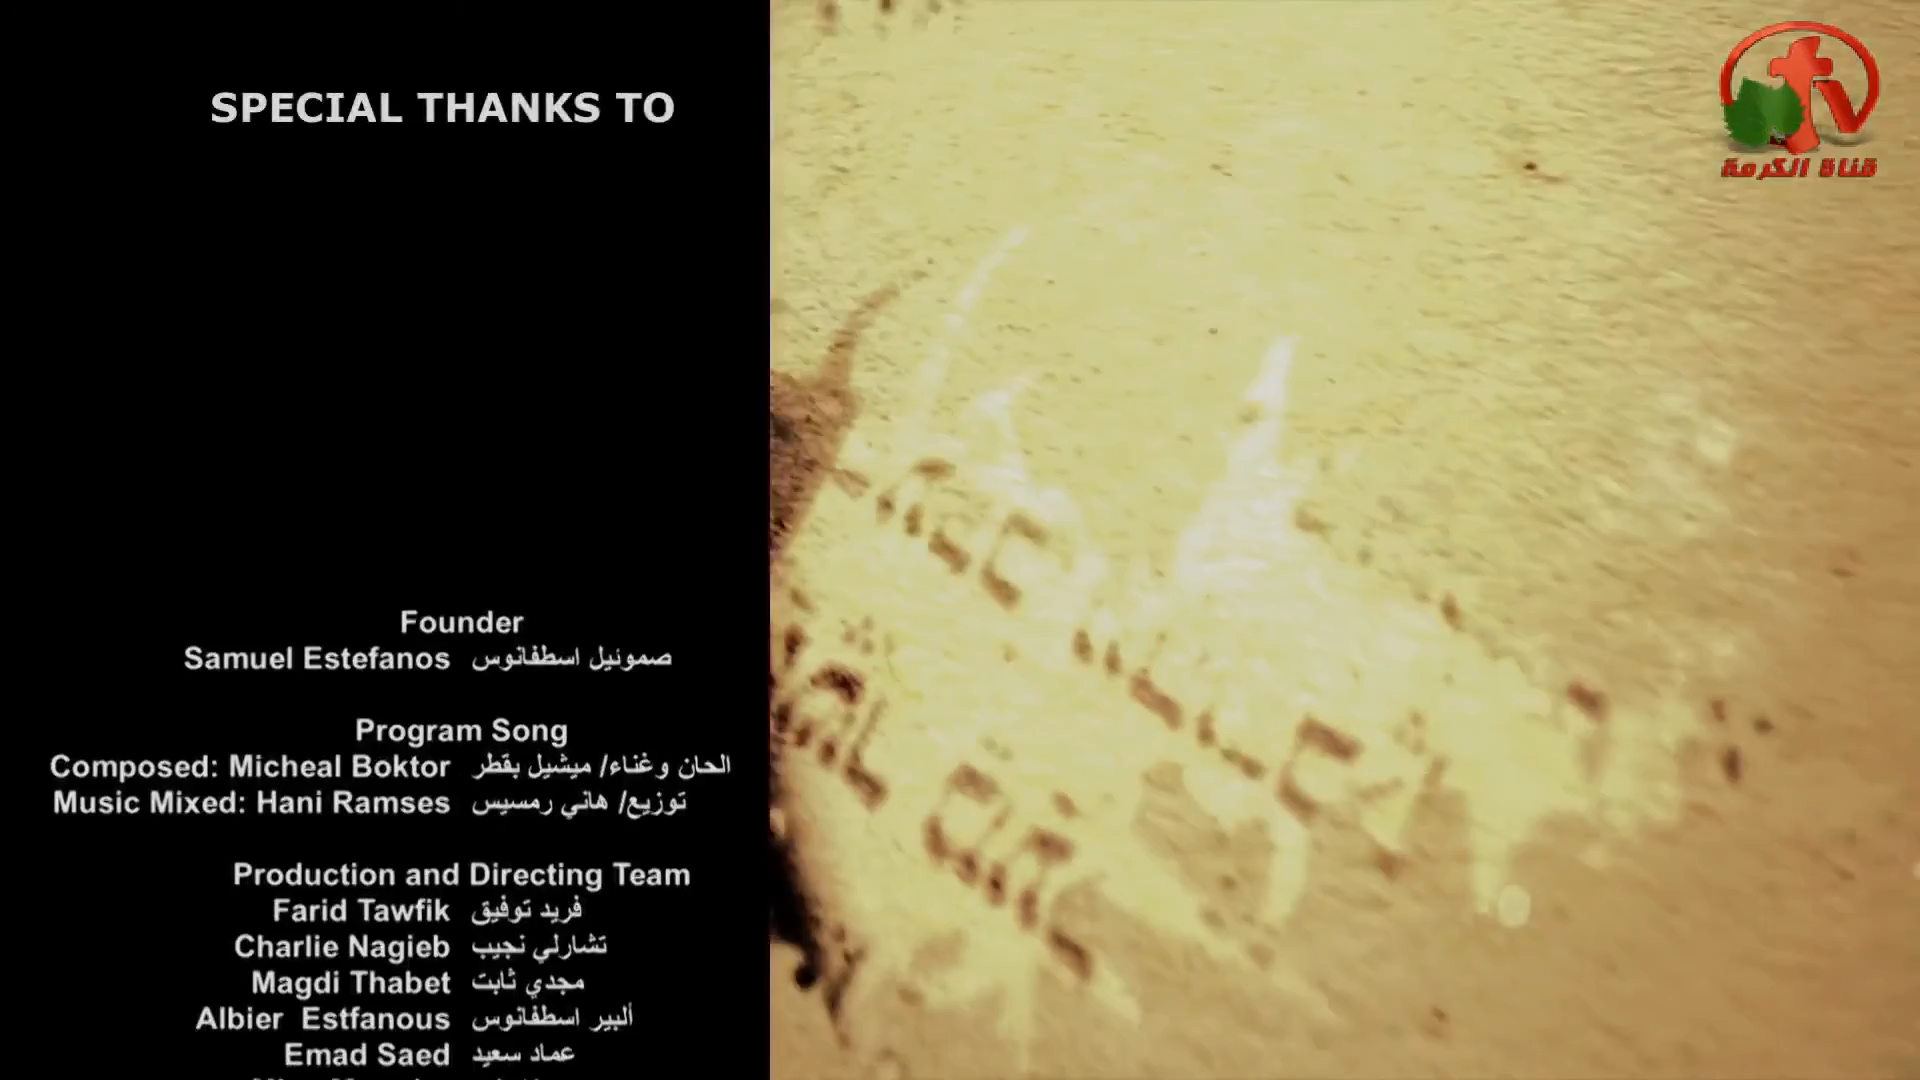 SPECIAL THANKS TO
tv
قناة الكرمة
Founder
Samuel Estefanos صموئيل اسطفانوس
Program Song
Composed: Micheal Boktor الحان وغناء/ ميشيل بقطر
Music Mixed: Hani Ramses توزيع/ هاني رمسيس
Production and Directing Team
Farid Tawfik فريد توفيق
Charlie Nagieb تشارلي نجيب
Magdi Thabet مجدي ثابت
Albier Estfanous ألبير اسطفانوس
Emad Saed عماد سعيد